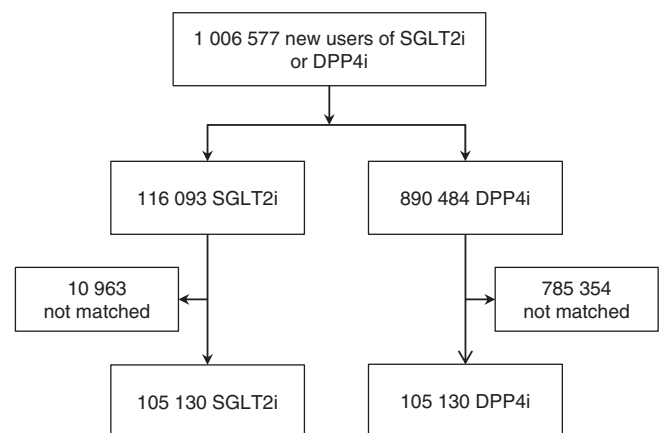 1 006 577 new users of SGLT2i
or DPP4i
116 093 SGLT2i
890 484 DPP4i
10 963
not matched
785 354
not matched
105 130 SGLT2i
105 130 DPP4i